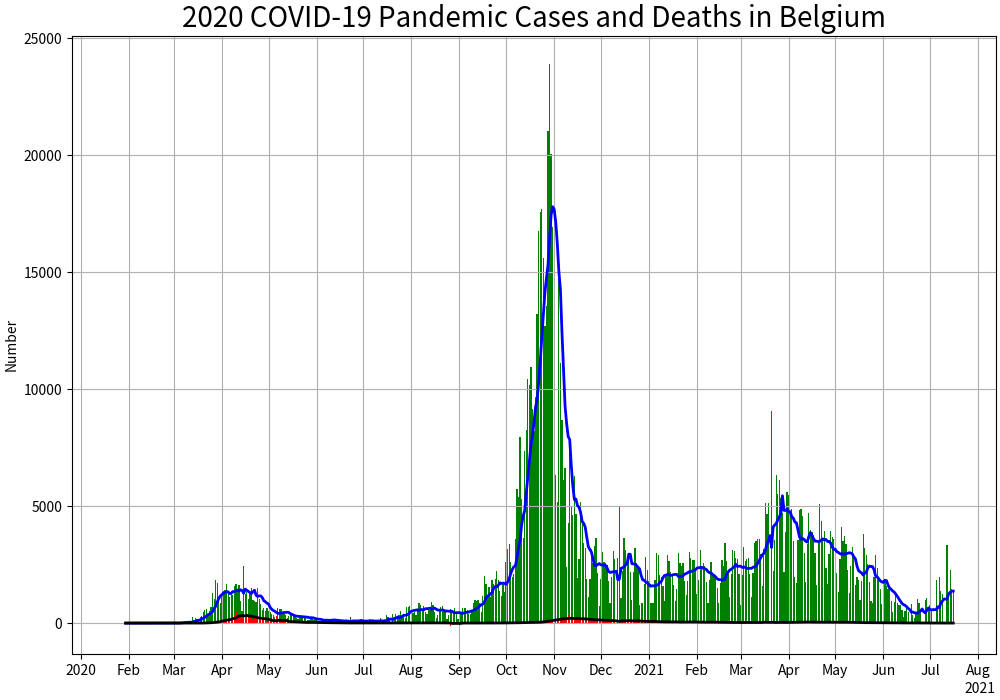 2020 COVID-19 Pandemic Cases and Deaths in Belgium
25000
20000
15000
10000
5000
0
Number
2020 Feb Mar Apr May Jun Jul Aug Sep Oct Nov Dec 2021 Feb Mar Apr May Jun Jul Aug
2021